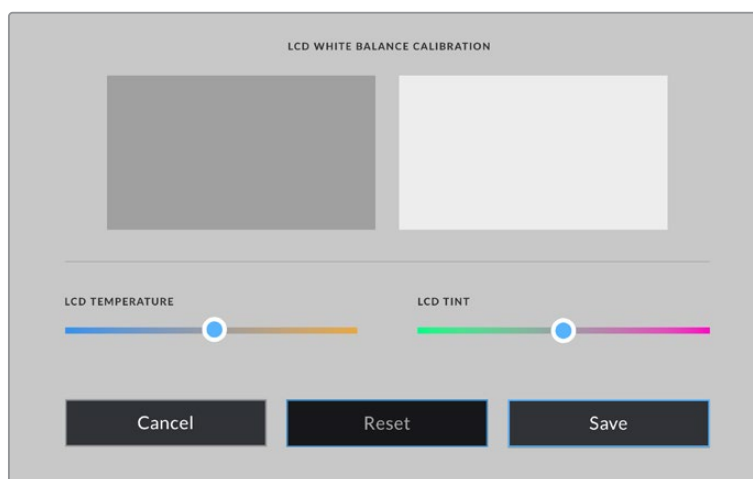 LCD WHITE BALANCE CALIBRATION
LCD TEMPERATURE
LCD TINT
Cancel
Reset
Save